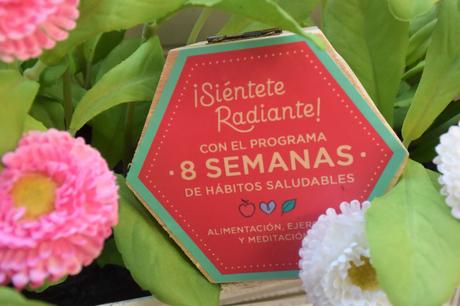 ¡Siéntete
Radiante!
CON EL PROGRAMA
8 SEMANAS
DE HÁBITOS SALUDABLES
ALIMENTACIÓN,
Y MEDITACIÓN